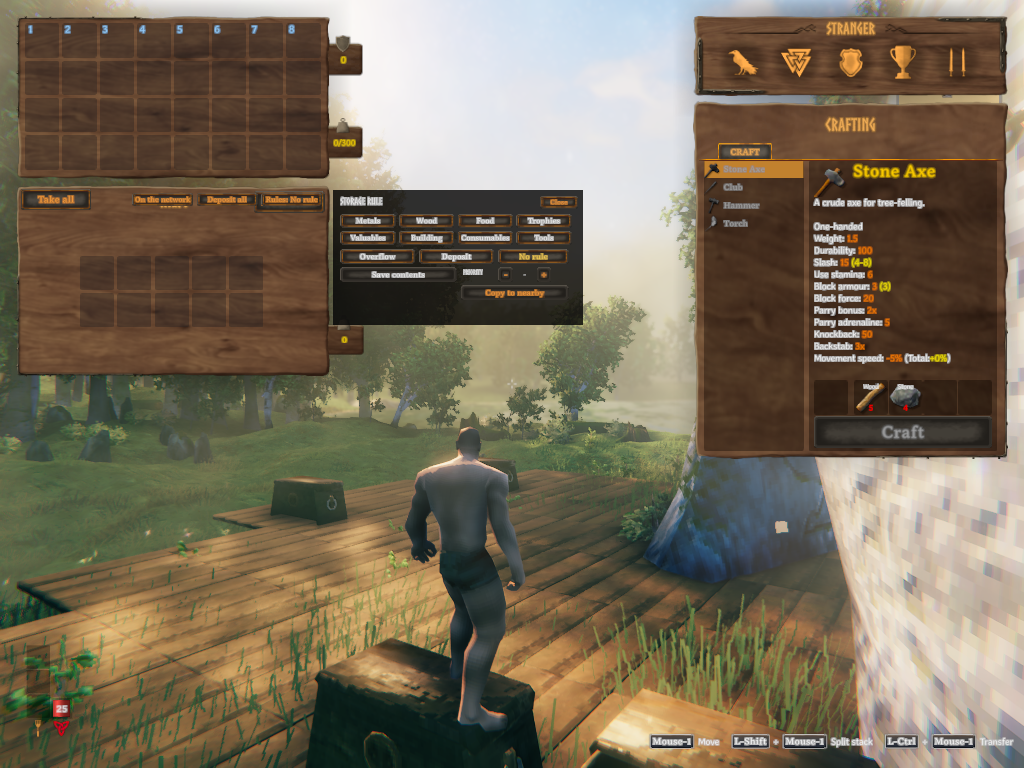 1 2 3 4 5 6 7 8
0
0/300
Take all
On the network
Deposit all
Rules: No rule
0
STORAGE RULE
Close
Metals
Wood
Food
Trophies
Valuables
Building
Consumables
Tools
Overflow
Deposit
No rule
Save contents
PRIORITY
-
-
+
Copy to nearby
STRANGER
CRAFTING
CRAFT
Stone Axe
Club
Hammer
Torch
Stone Axe
A crude axe for tree-felling.
One-handed
Weight: 1.5
Durability: 100
Slash: 15 (4-8)
Use stamina: 6
Block armour: 3 (3)
Block force: 20
Parry bonus: 2x
Parry adrenaline: 5
Knockback: 50
Backstab: 3x
Movement speed: -5% (Total:+0%)
Wood
Stone
5
4
Craft
25
Mouse-1 Move L-Shift + Mouse-1 Split stack L-Ctrl + Mouse-1 Transfer